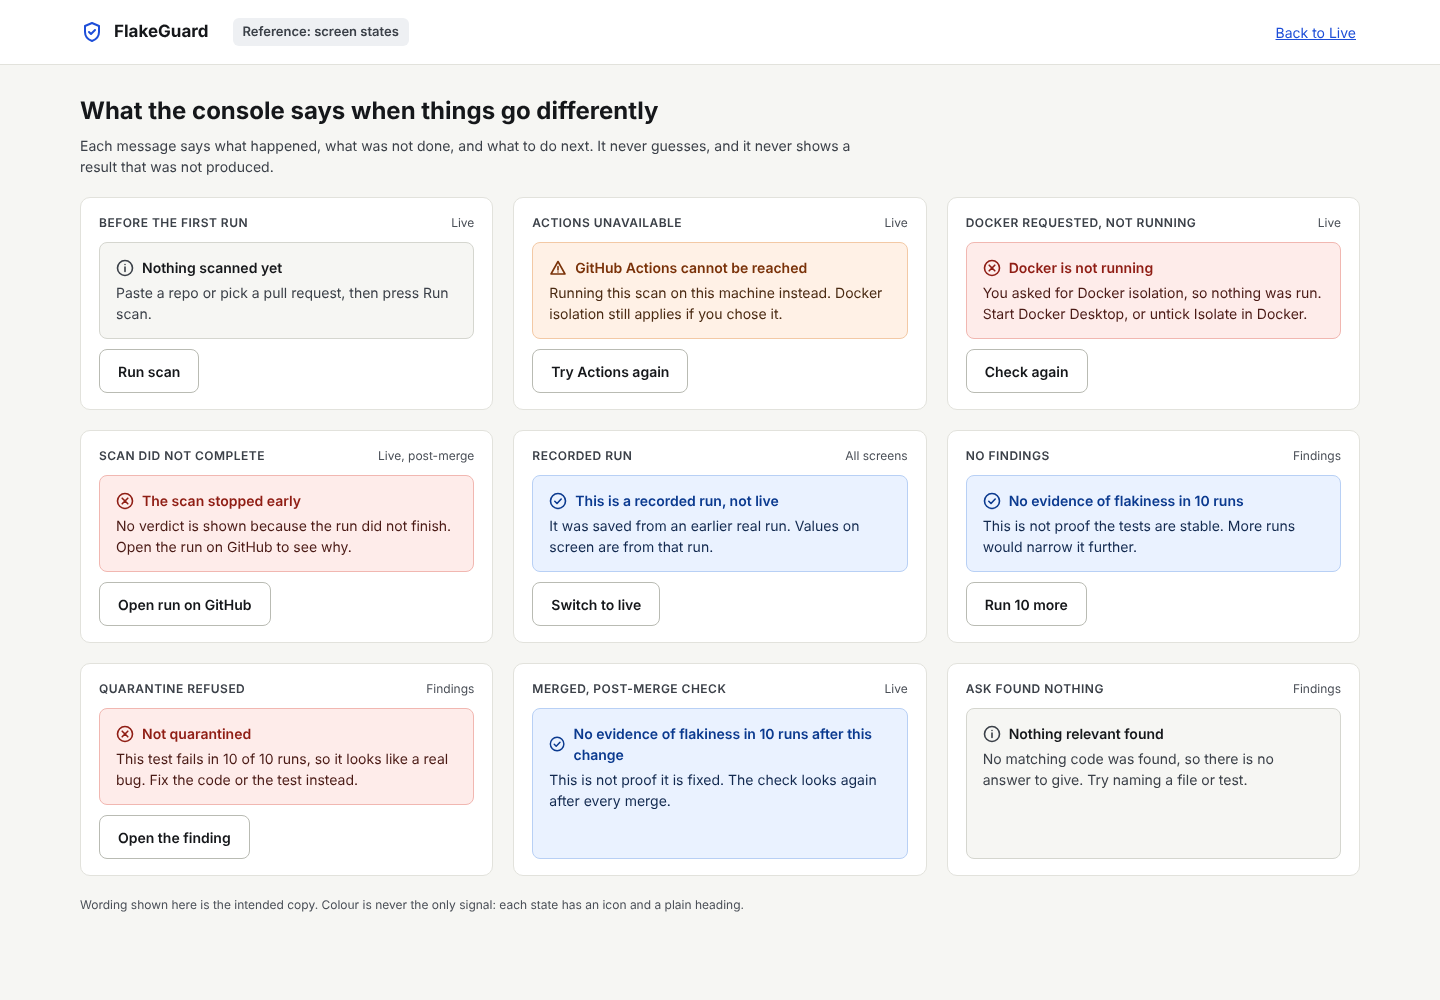 FlakeGuard
Reference: screen states
Back to Live
What the console says when things go differently
Each message says what happened, what was not done, and what to do next. It never guesses, and it never shows a
result that was not produced.
BEFORE THE FIRST RUN
Live
Nothing scanned yet
Paste a repo or pick a pull request, then press Run
scan.
Run scan
ACTIONS UNAVAILABLE
Live
GitHub Actions cannot be reached
Running this scan on this machine instead. Docker
isolation still applies if you chose it.
Try Actions again
DOCKER REQUESTED, NOT RUNNING
Live
Docker is not running
You asked for Docker isolation, so nothing was run.
Start Docker Desktop, or untick Isolate in Docker.
Check again
SCAN DID NOT COMPLETE
Live, post-merge
The scan stopped early
No verdict is shown because the run did not finish.
Open the run on GitHub to see why.
Open run on GitHub
RECORDED RUN
All screens
This is a recorded run, not live
It was saved from an earlier real run. Values on
screen are from that run.
Switch to live
NO FINDINGS
Findings
No evidence of flakiness in 10 runs
This is not proof the tests are stable. More runs
would narrow it further.
Run 10 more
QUARANTINE REFUSED
Findings
Not quarantined
This test fails in 10 of 10 runs, so it looks like a real
bug. Fix the code or the test instead.
Open the finding
MERGED, POST-MERGE CHECK
Live
No evidence of flakiness in 10 runs after this
change
This is not proof it is fixed. The check looks again
after every merge.
ASK FOUND NOTHING
Findings
Nothing relevant found
No matching code was found, so there is no
answer to give. Try naming a file or test.
Wording shown here is the intended copy. Colour is never the only signal: each state has an icon and a plain heading.